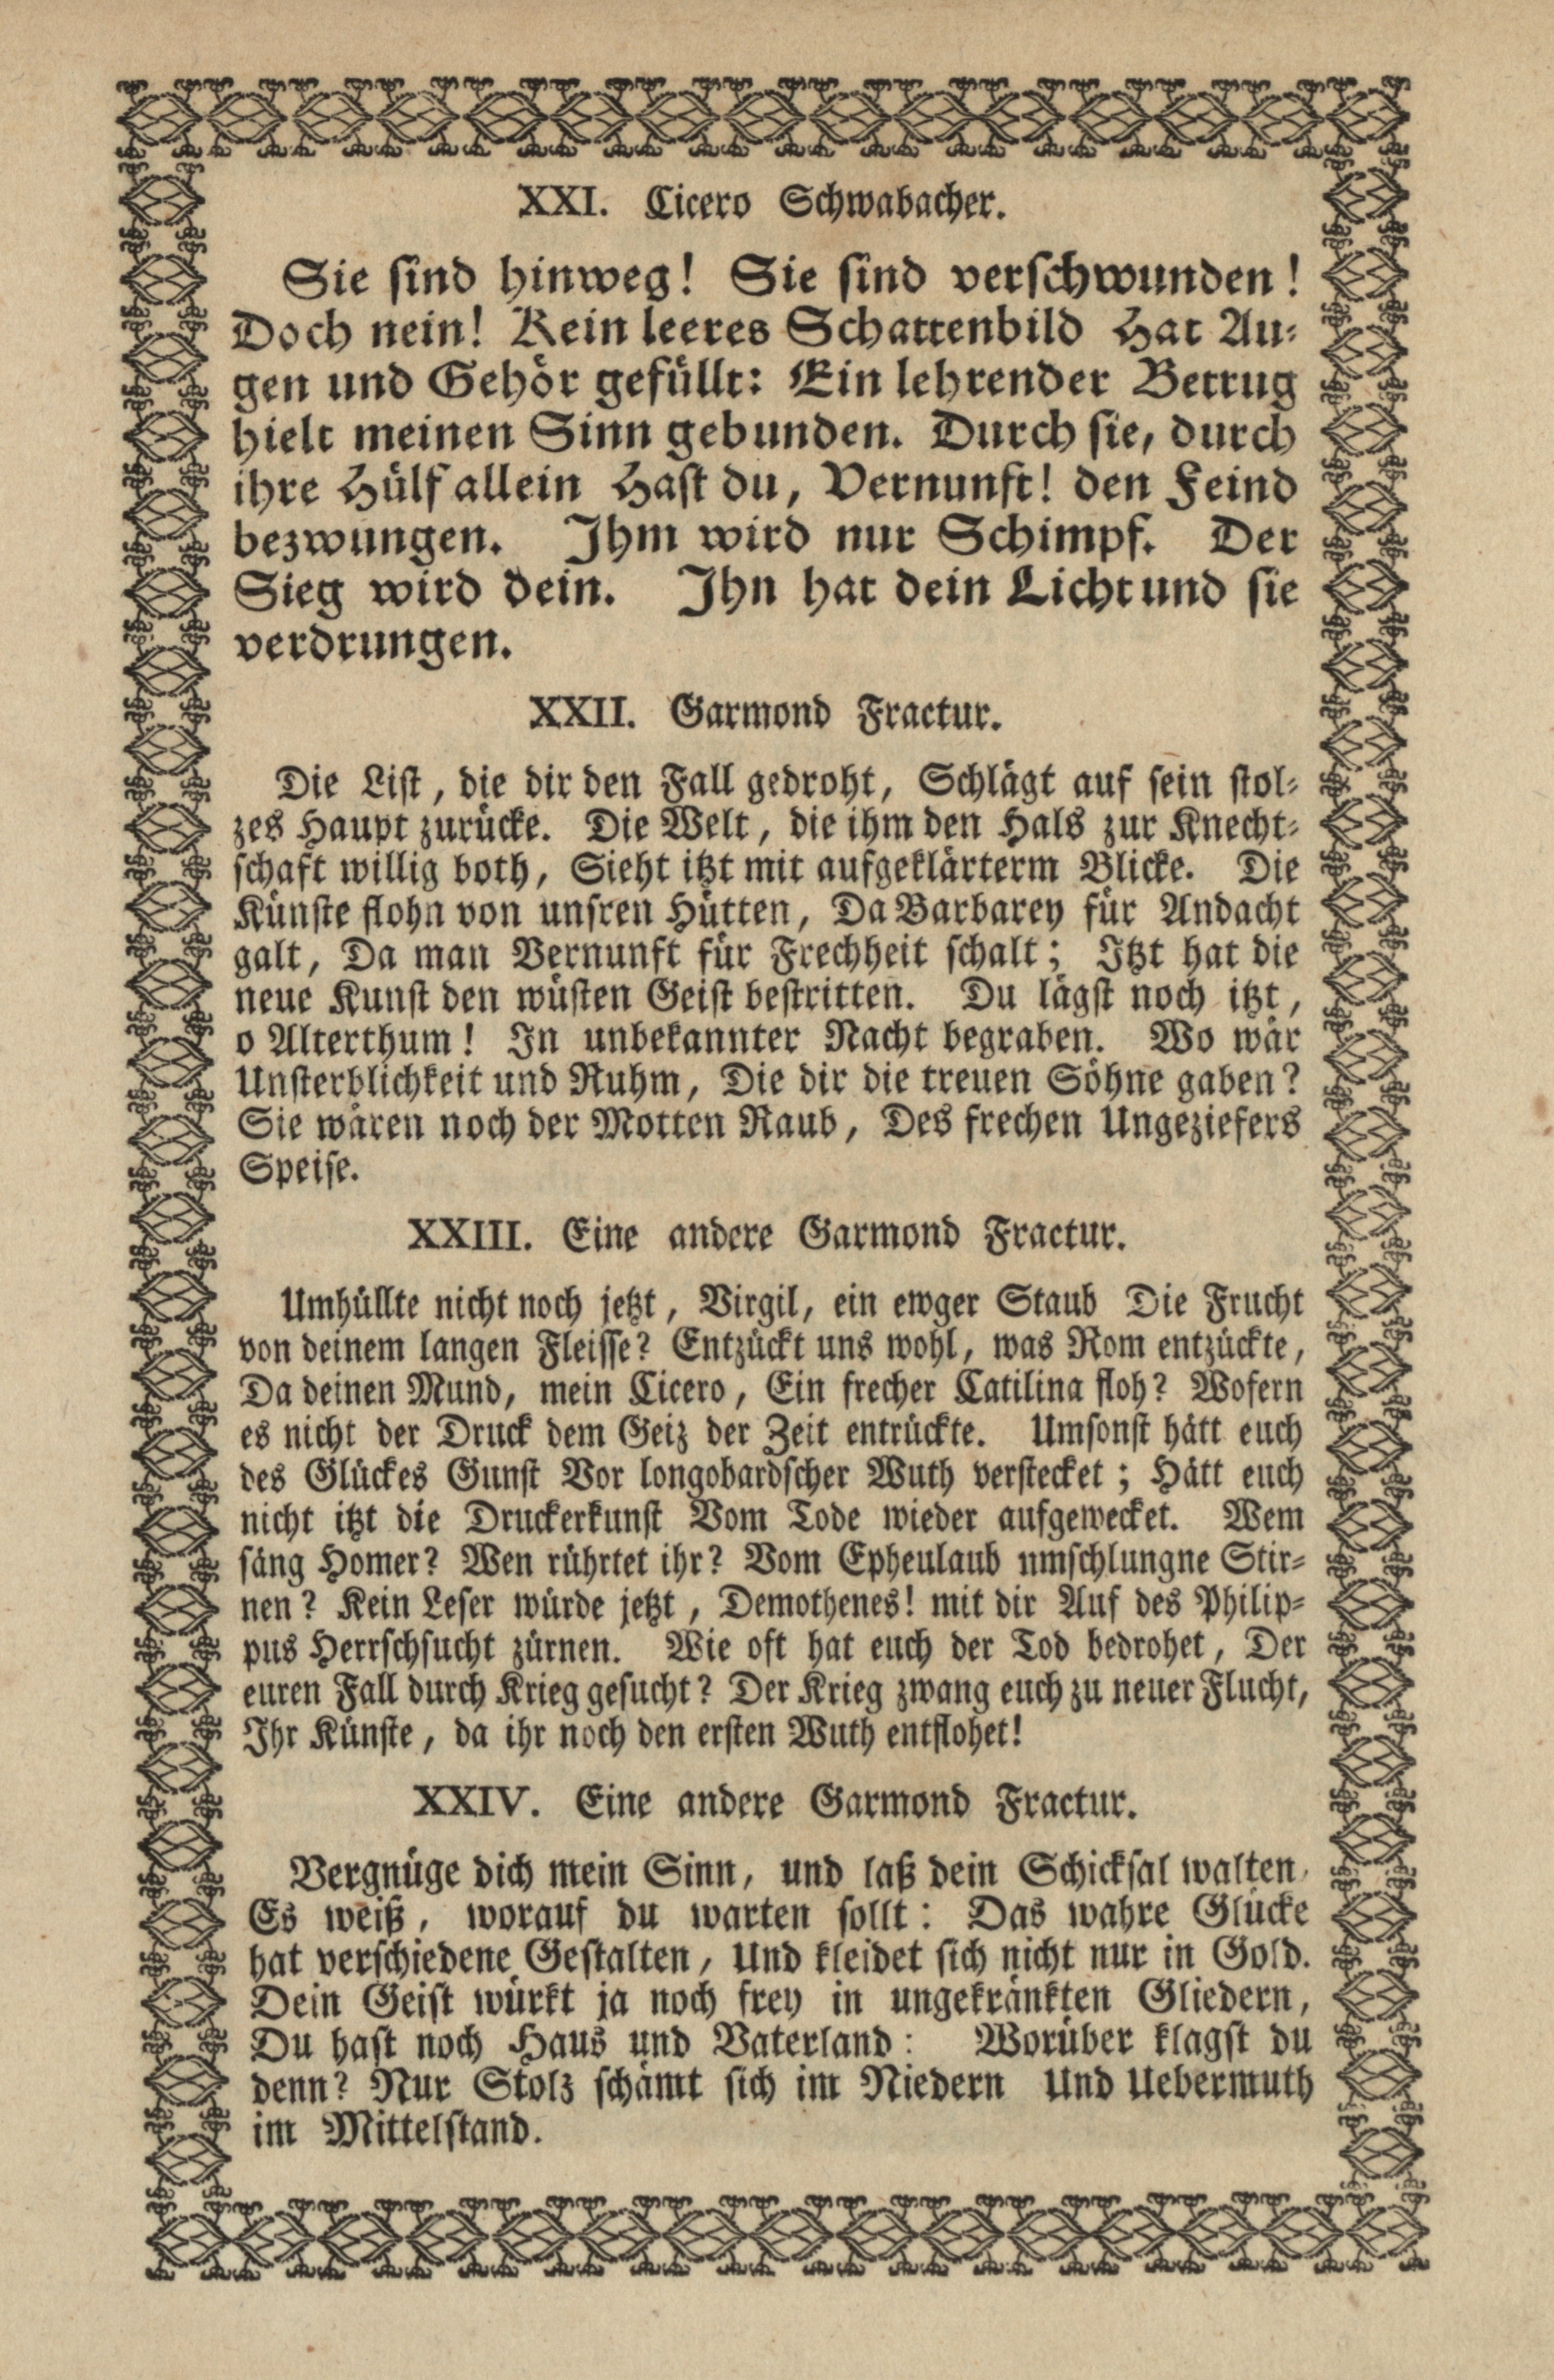 XXI. Cicero Schwabacher.
Sie sind hinweg! Sie sind verschwunden!
Doch nein! Kein leeres Schattenbild Hat Au-
gen und Gehör gefüllt: Ein lehrender Betrug
hielt meinen Sinn gebunden. Durch sie, durch
ihre Hülf allein Hast du, Vernunft! den Feind
bezwungen. Ihm wird nur Schimpf. Der
Sieg wird dein. Ihn hat dein Licht und sie
verdrungen.
XXII. Garmond Fractur.
Die List, die dir den Fall gedroht, Schlägt auf sein stol-
zes Haupt zurücke. Die Welt, die ihm den Hals zur Knecht-
schaft willig both, Sieht itzt mit aufgeklärterm Blicke. Die
Künste flohn von unsren Hütten, Da Barbarey für Andacht
galt, Da man Vernunft für Frechheit schalt; Itzt hat die
neue Kunst den wüsten Geist bestritten. Du lägst noch itzt,
o Alterthum! In unbekannter Nacht begraben. Wo wär
Unsterblichkeit und Ruhm, Die dir die treuen Söhne gaben?
Sie wären noch der Motten Raub, Des frechen Ungeziefers
Speise.
XXIII. Eine andere Garmond Fractur.
Umhüllte nicht noch jetzt, Virgil, ein ewger Staub Die Frucht
von deinem langen Fleisse? Entzückt uns wohl, was Rom entzückte,
Da deinen Mund, mein Cicero, Ein frecher Catilina floh? Wofern
es nicht der Druck dem Geiz der Zeit entrückte. Umsonst hätt euch
des Glückes Gunst Vor longobardscher Wuth verstecket; Hätt euch
nicht itzt die Druckerkunst Vom Tode wieder aufgewecket. Wem
säng Homer? Wen rührtet ihr? Vom Epheulaub umschlungne Stir-
nen? Kein Leser würde jetzt, Demothenes! mit dir Auf des Philip-
pus Herrschsucht zürnen. Wie oft hat euch der Tod bedrohet, Der
euren Fall durch Krieg gesucht? Der Krieg zwang euch zu neuer Flucht,
Ihr Künste, da ihr noch den ersten Wuth entflohet!
XXIV. Eine andere Garmond Fractur.
Vergnüge dich mein Sinn, und laß dein Schicksal walten,
Es weiß, worauf du warten sollt: Das wahre Glücke
hat verschiedene Gestalten, Und kleidet sich nicht nur in Gold.
Dein Geist würkt ja noch frey in ungekränkten Gliedern,
Du hast noch Haus und Vaterland: Worüber klagst du
denn? Nur Stolz schämt sich im Niedern Und Uebermuth
im Mittelstand.